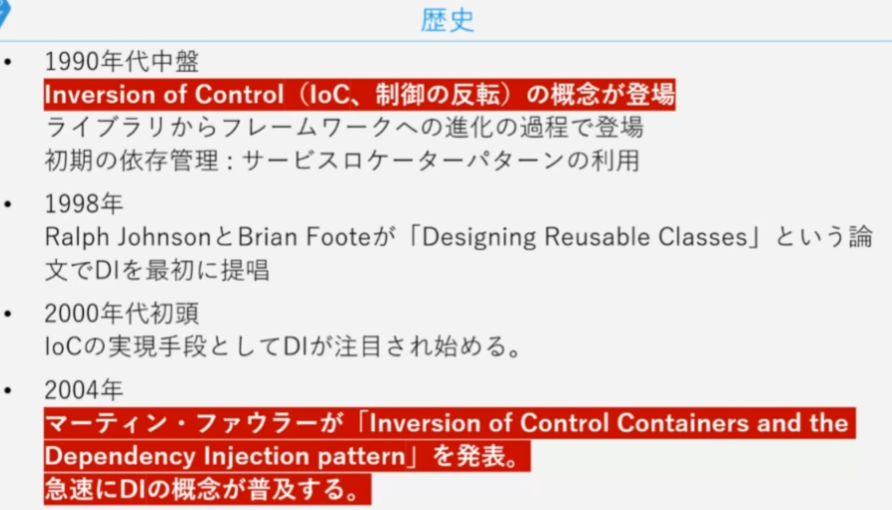 歴史
• 1990年代中盤
Inversion of Control（IoC、制御の反転）の概念が登場
ライブラリからフレームワークへの進化の過程で登場
初期の依存管理 : サービスロケーターパターンの利用
• 1998年
Ralph JohnsonとBrian Footeが「Designing Reusable Classes」という論
文でDIを最初に提唱
• 2000年代初頭
IoCの実現手段としてDIが注目され始める。
• 2004年
マーティン・ファウラーが「Inversion of Control Containers and the
Dependency Injection pattern」を発表。
急速にDIの概念が普及する。